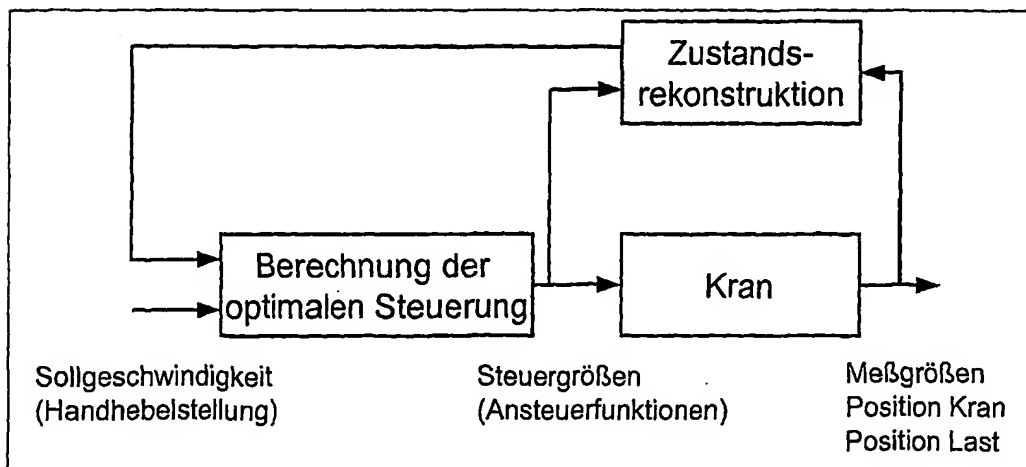 Zustands-
rekonstruktion
Berechnung der
optimalen Steuerung
Kran
Sollgeschwindigkeit
(Handhebelstellung)
Steuergrößen
(Ansteuerfunktionen)
Meßgrößen
Position Kran
Position Last